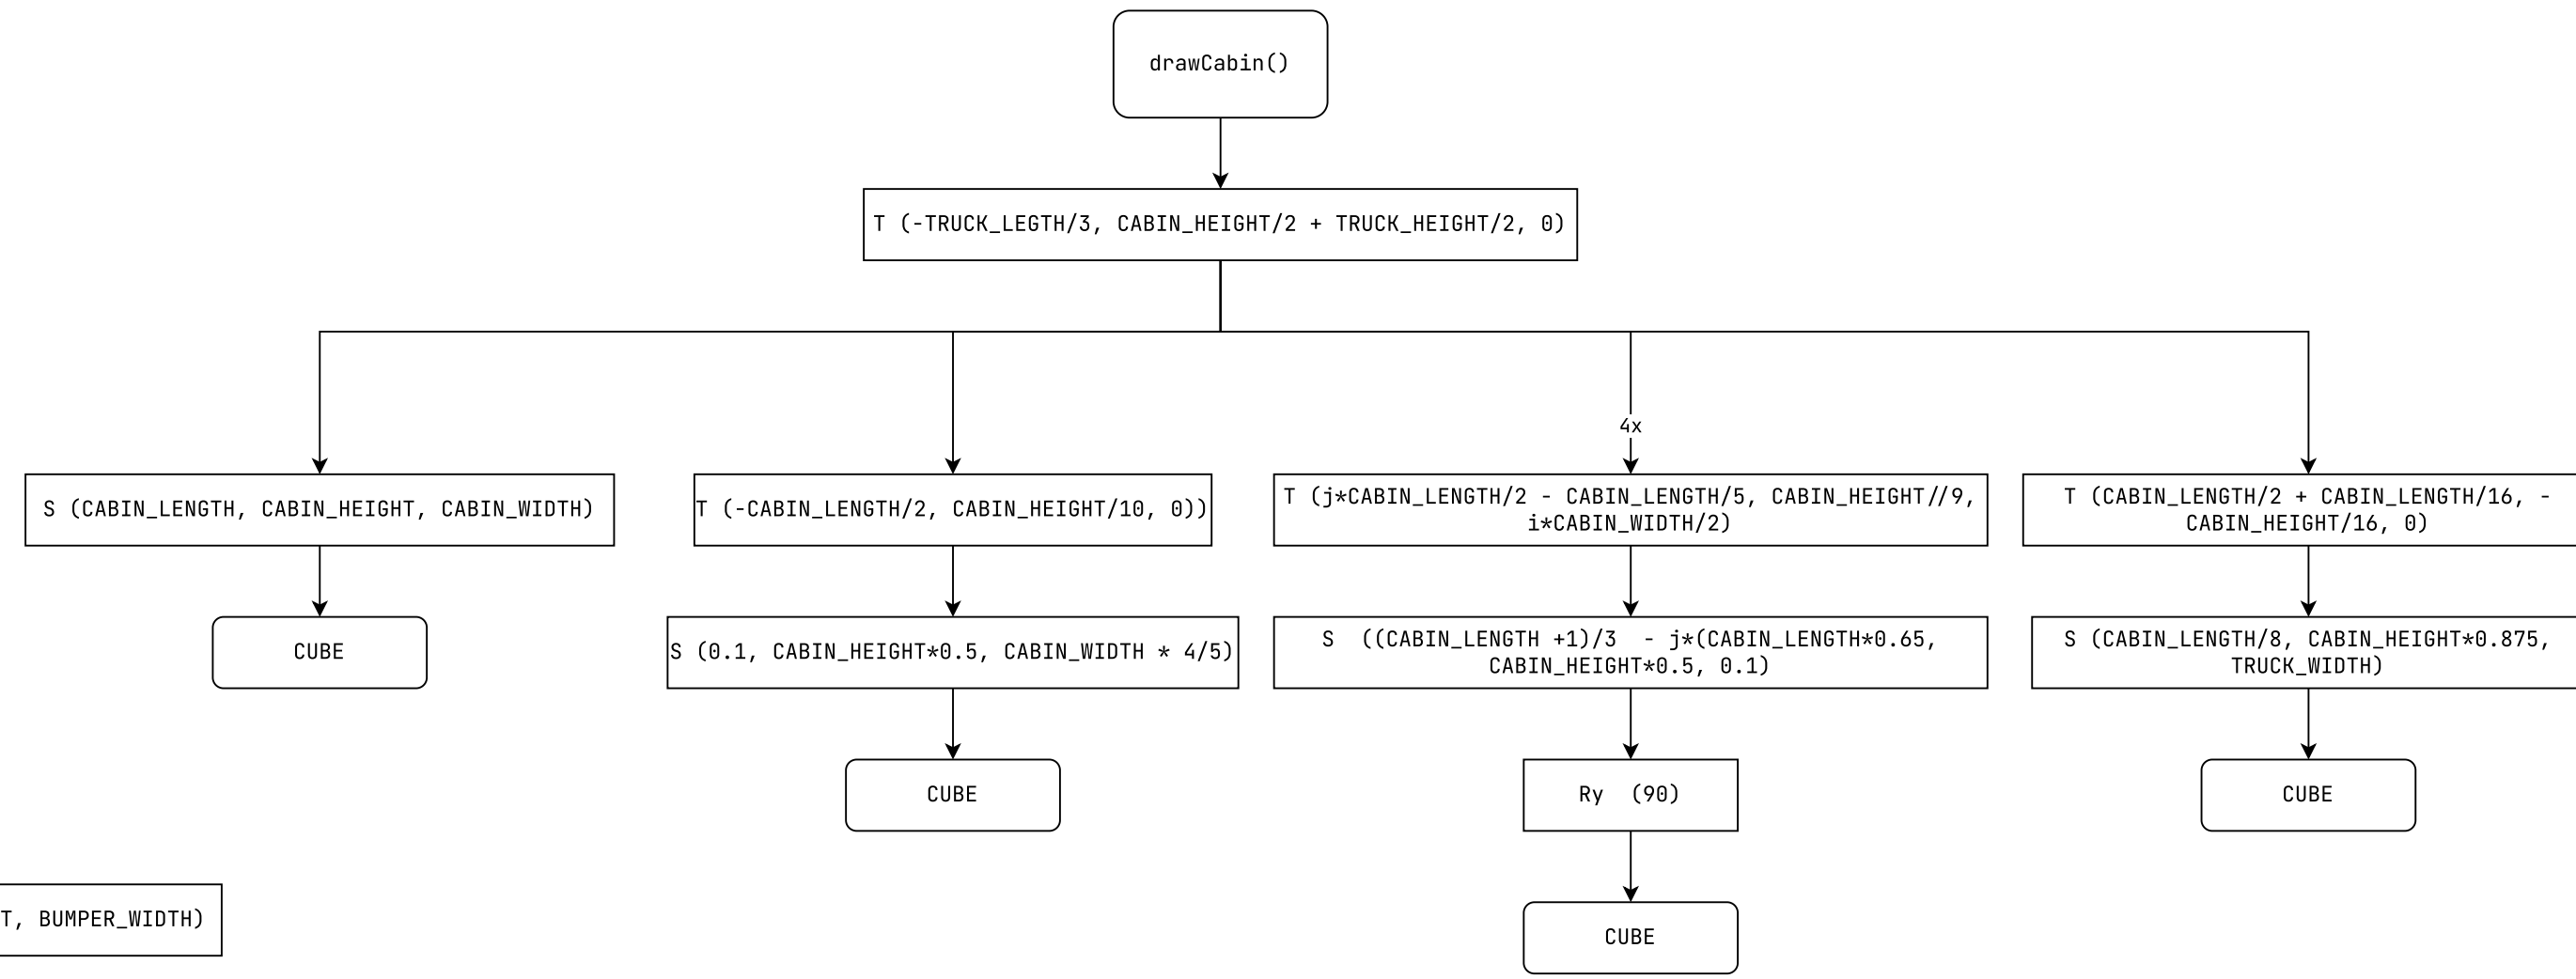 drawCabin()
T (-TRUCK_LEGTH/3, CABIN_HEIGHT/2 + TRUCK_HEIGHT/2, 0)
4x
S (CABIN_LENGTH, CABIN_HEIGHT, CABIN_WIDTH)
T (-CABIN_LENGTH/2, CABIN_HEIGHT/10, 0))
T (j*CABIN_LENGTH/2 - CABIN_LENGTH/5, CABIN_HEIGHT//9,
i*CABIN_WIDTH/2)
T (CABIN_LENGTH/2 + CABIN_LENGTH/16, -
CABIN_HEIGHT/16, 0)
CUBE
S (0.1, CABIN_HEIGHT*0.5, CABIN_WIDTH * 4/5)
S  ((CABIN_LENGTH +1)/3  - j*(CABIN_LENGTH*0.65,
CABIN_HEIGHT*0.5, 0.1)
S (CABIN_LENGTH/8, CABIN_HEIGHT*0.875,
TRUCK_WIDTH)
CUBE
Ry  (90)
CUBE
T, BUMPER_WIDTH)
CUBE